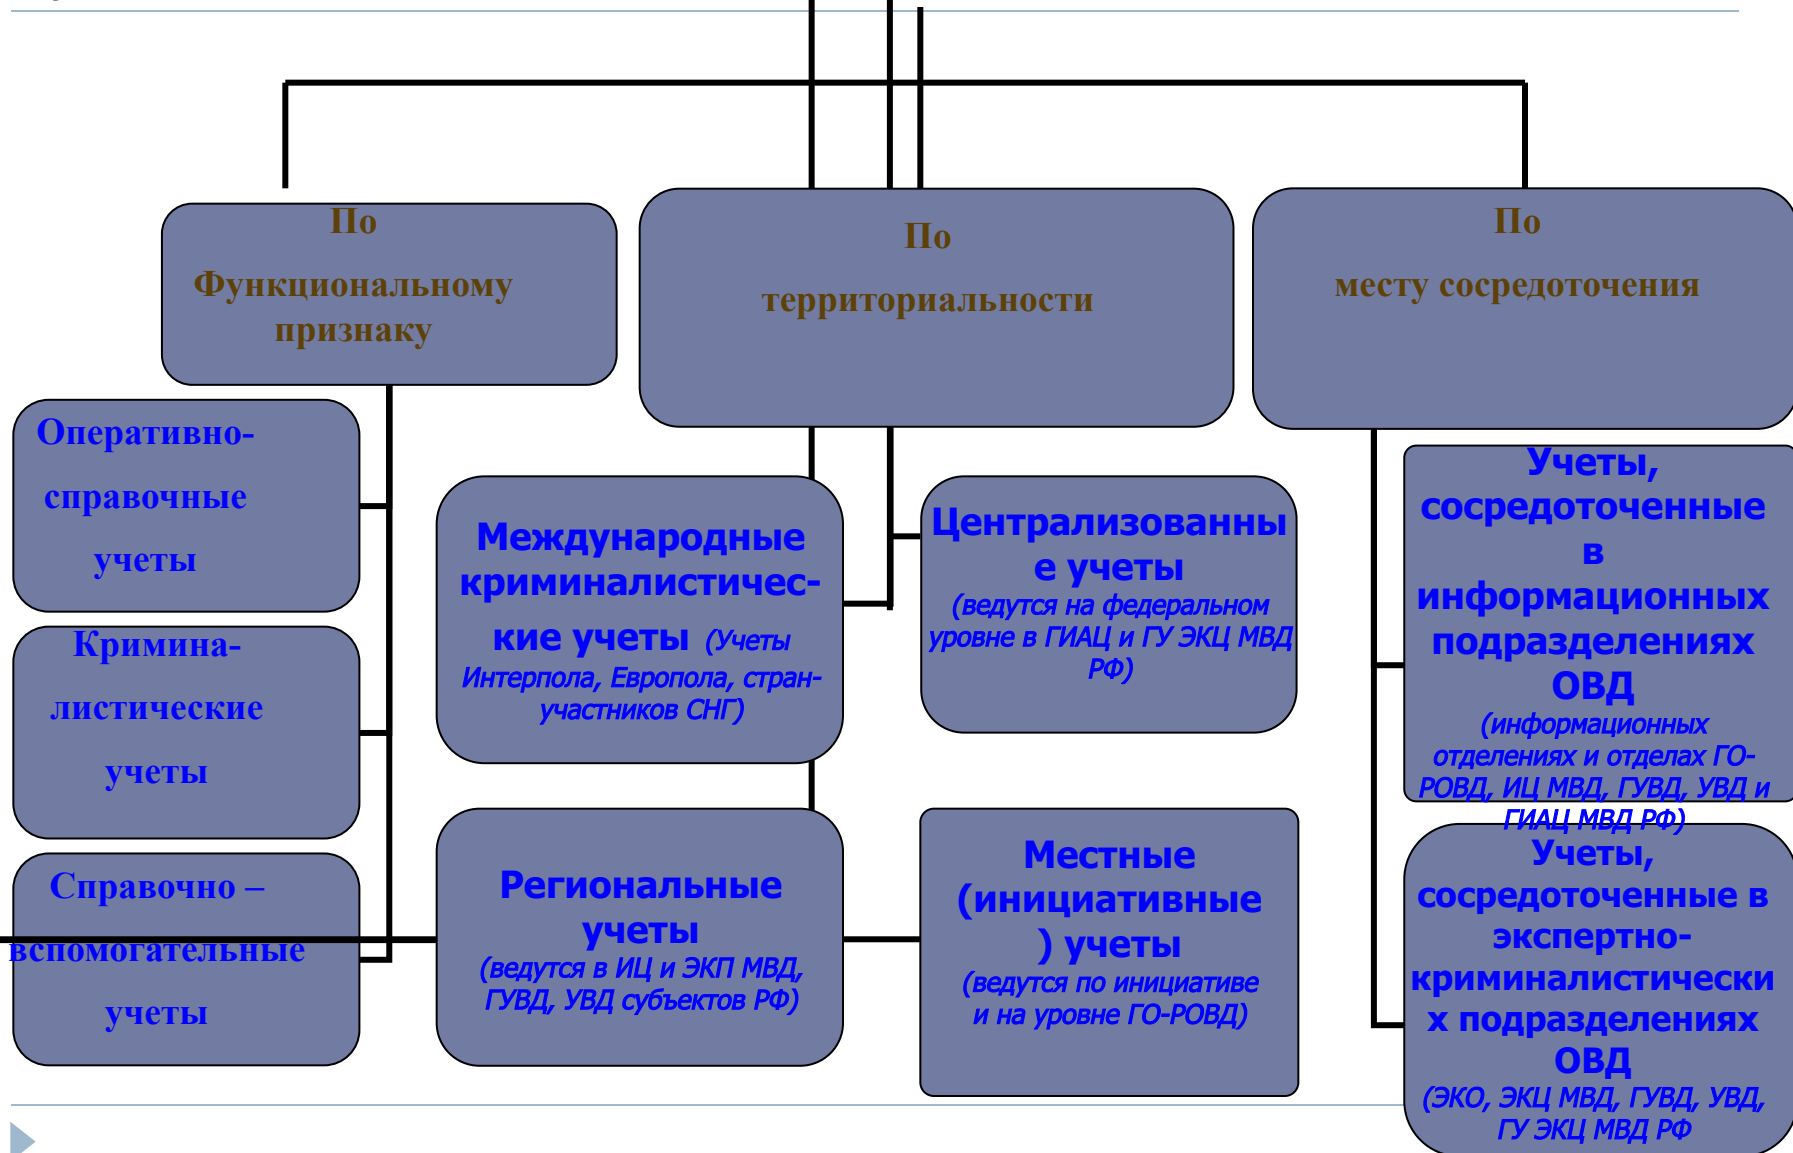 По
Функциональному
признаку
Оперативно-
справочные
учеты
Кримина-
листические
учеты
Справочно –
вспомогательные
учеты
По
территориальности
Международные
криминалистичес-
кие учеты (Учеты
Интерпола, Европола, стран-
участников СНГ)
Централизованны
е учеты
(ведутся на федеральном
уровне в ГИАЦ и ГУ ЭКЦ МВД
РФ)
Региональные
учеты
(ведутся в ИЦ и ЭКП МВД,
ГУВД, УВД субъектов РФ)
Местные
(инициативные
) учеты
(ведутся по инициативе
и на уровне ГО-РОВД)
По
месту сосредоточения
Учеты,
сосредоточенные
в
информационных
подразделениях
ОВД
(информационных
отделениях и отделах ГО-
РОВД, ИЦ МВД, ГУВД, УВД и
ГИАЦ МВД РФ)
Учеты,
сосредоточенные в
экспертно-
криминалистически
х подразделениях
ОВД
(ЭКО, ЭКЦ МВД, ГУВД, УВД,
ГУ ЭКЦ МВД РФ